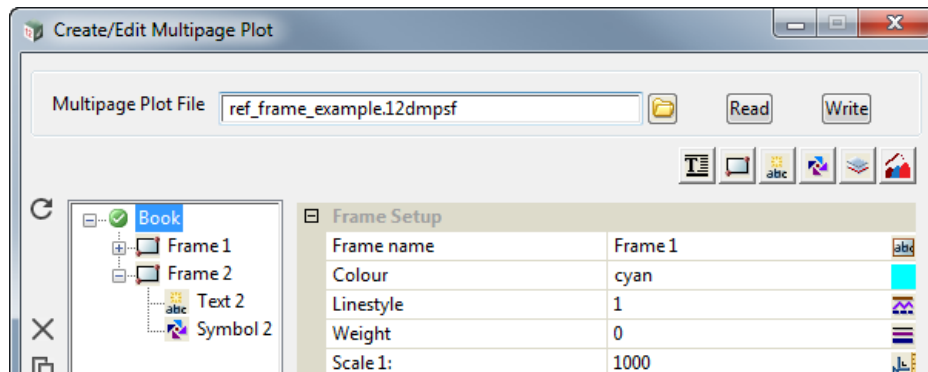 Create/Edit Multipage Plot
Multipage Plot File ref_frame_example.12dmpsf Read Write
Book
Frame 1
Frame 2
Text 2
Symbol 2
Frame Setup
Frame name Frame 1
Colour cyan
Linestyle 1
Weight 0
Scale 1: 1000